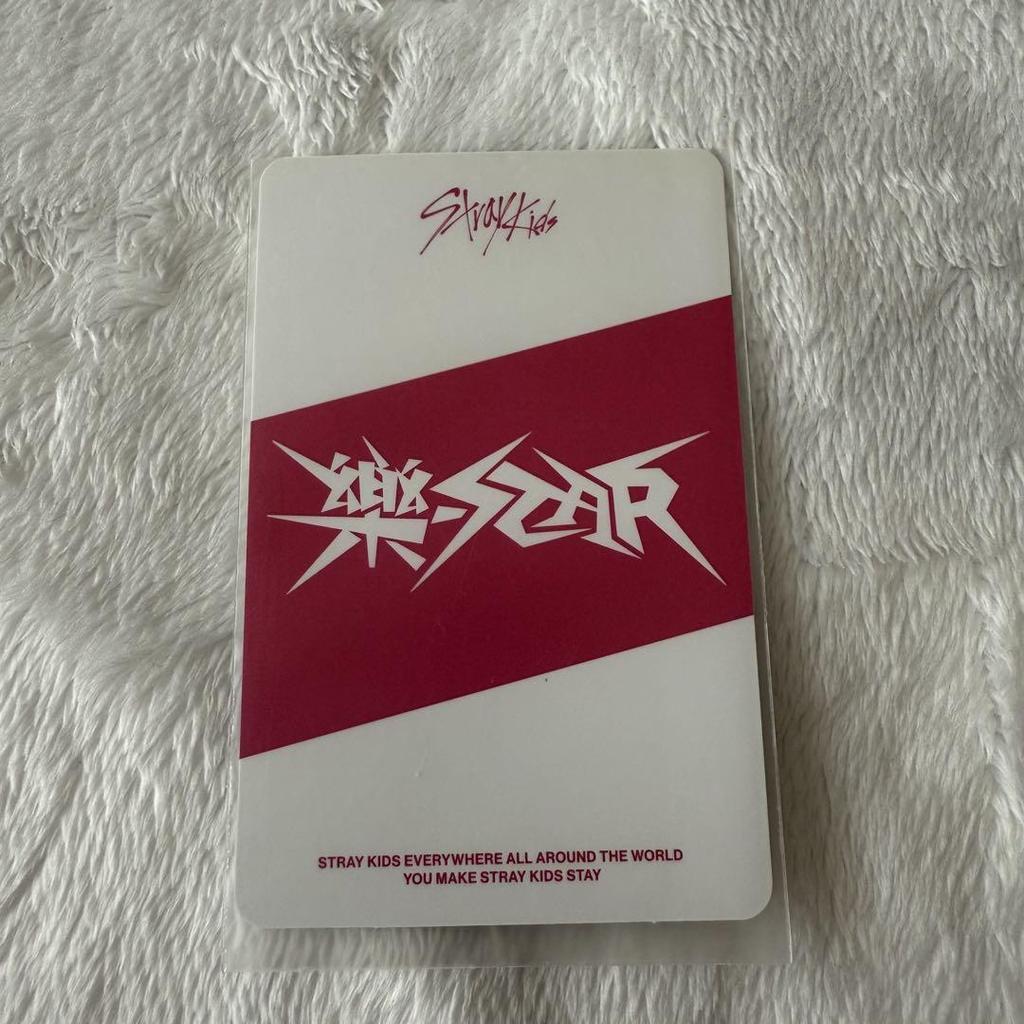 Stray Kids
樂-STAR
STRAY KIDS EVERYWHERE ALL AROUND THE WORLD
YOU MAKE STRAY KIDS STAY